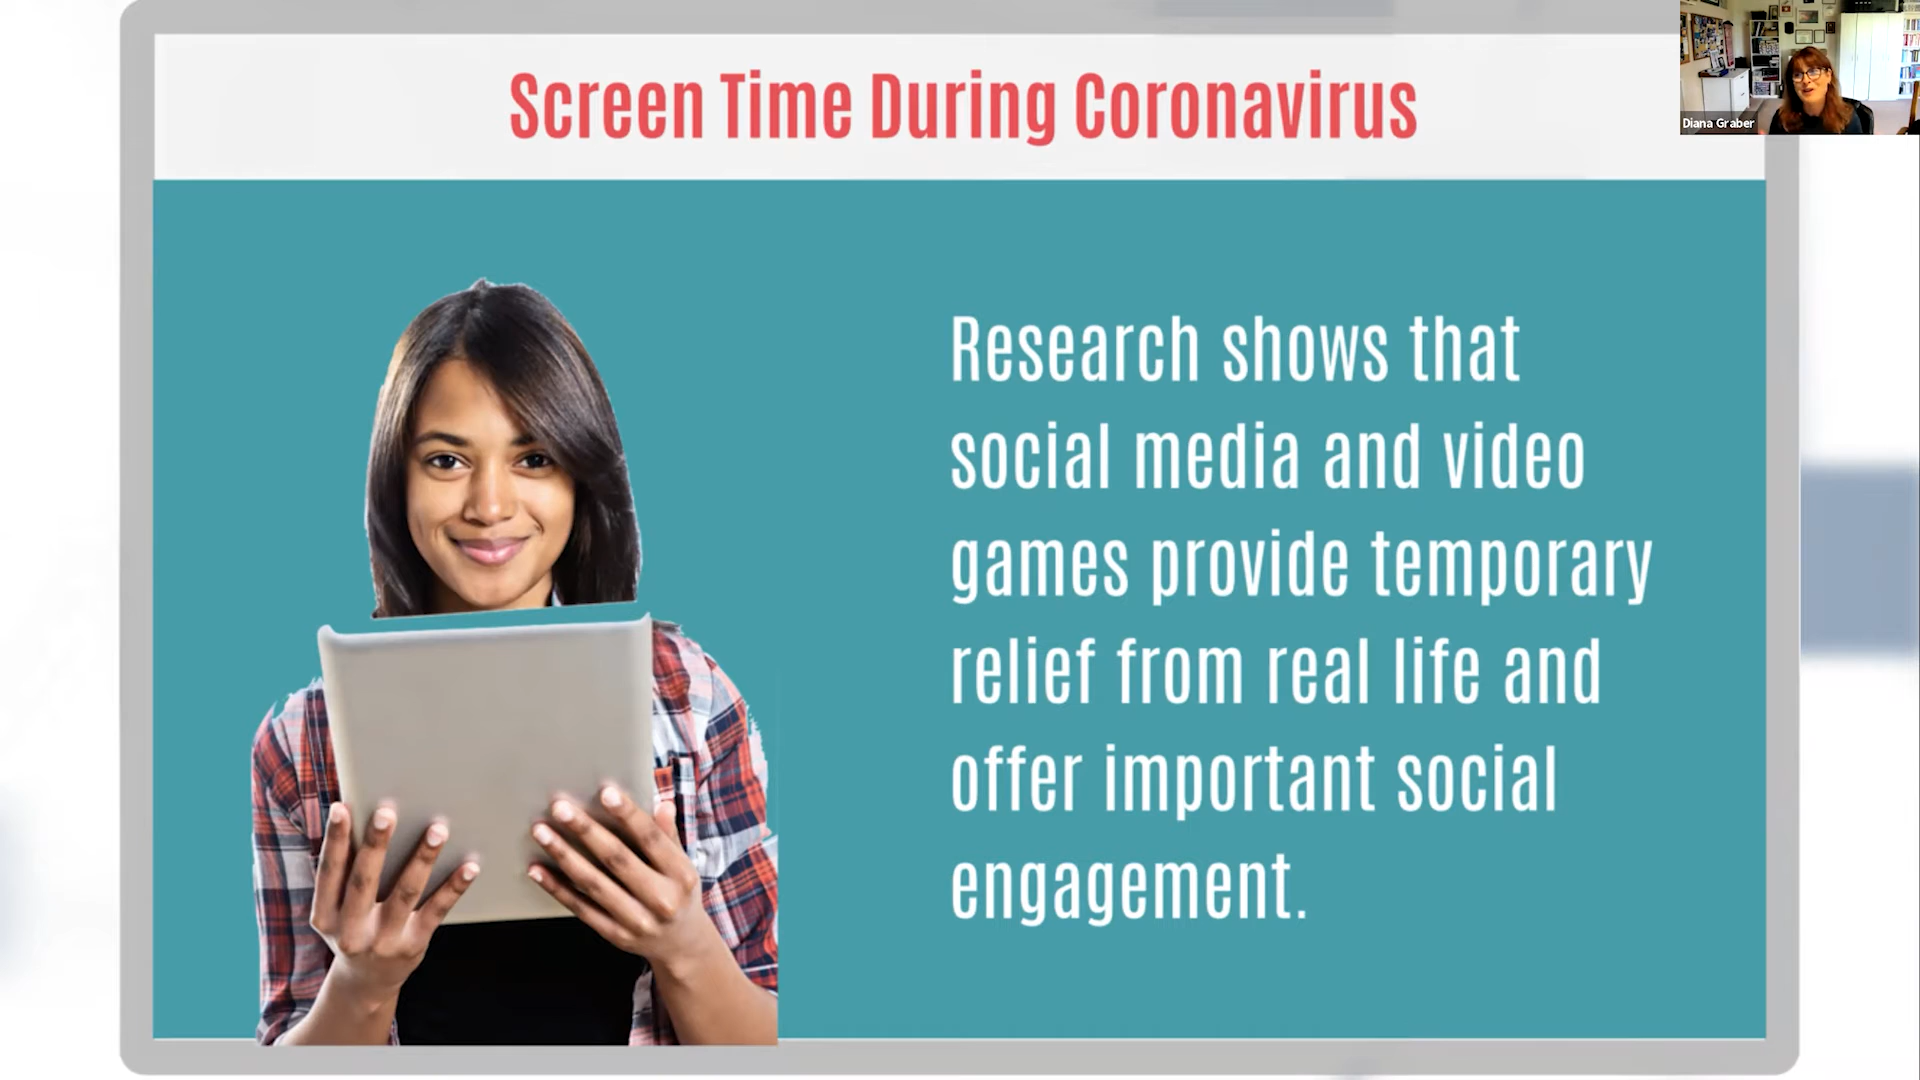 Screen Time During Coronavirus
Diana Graber
Research shows that
social media and video
games provide temporary
relief from real life and
offer important social
engagement.